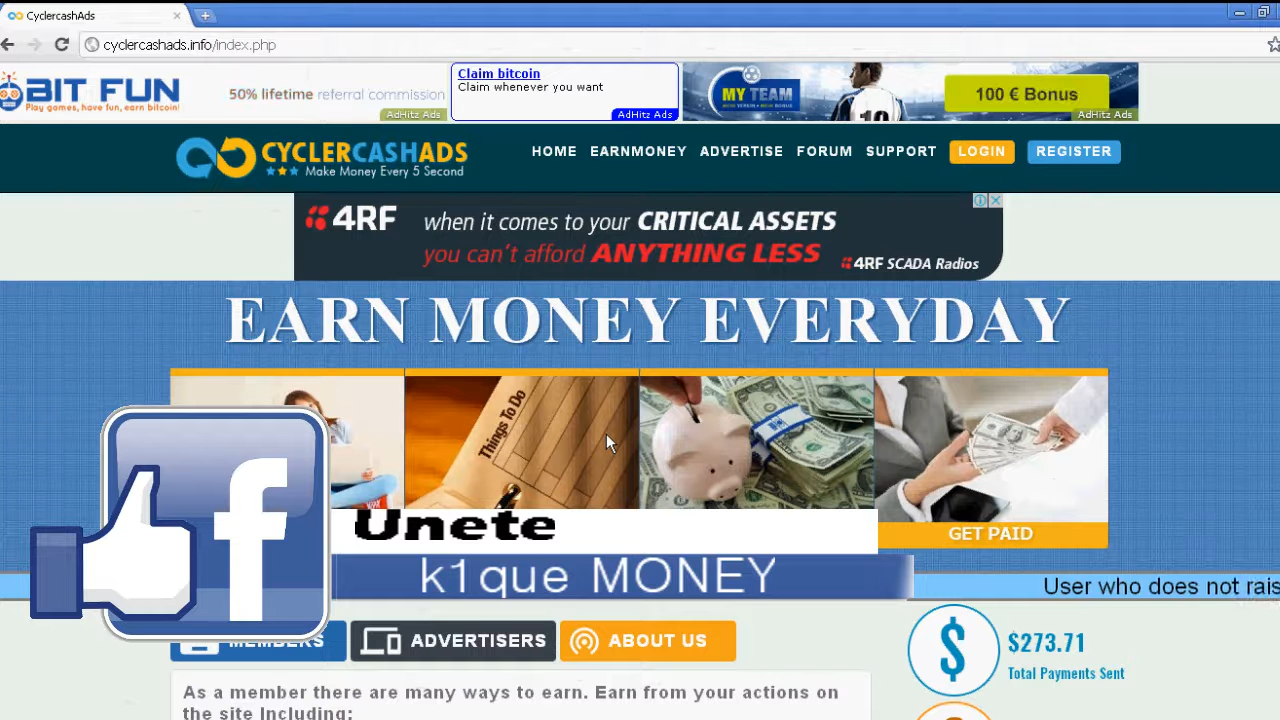 CyclercashAds
cyclercashads.info/index.php
BIT FUN
Play games, have fun, earn bitcoin!
50% lifetime referral commission
AdHitz Ads
Claim bitcoin
Claim whenever you want
AdHitz Ads
MY TEAM
100 € Bonus
AdHitz Ads
CYCLERCASHADS
Make Money Every 5 Second
HOME EARNMONEY ADVERTISE FORUM SUPPORT LOGIN REGISTER
4RF when it comes to your CRITICAL ASSETS
you can't afford ANYTHING LESS
4RF SCADA Radios
EARN MONEY EVERYDAY
Things To Do
Unete
GET PAID
k1que MONEY
User who does not rais
MEMBERS ADVERTISERS ABOUT US
$273.71
Total Payments Sent
As a member there are many ways to earn. Earn from your actions on
the site Including: